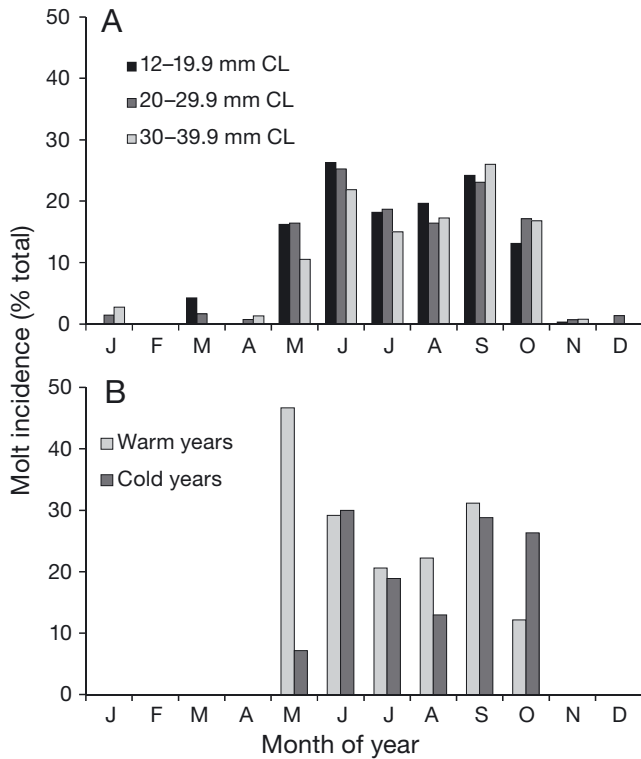 A
50
40
30
20
10
0
12–19.9 mm CL
20–29.9 mm CL
30–39.9 mm CL
J F M A M J J A S O N D
Molt incidence (% total)
B
50
40
30
20
10
0
Warm years
Cold years
J F M A M J J A S O N D
Month of year